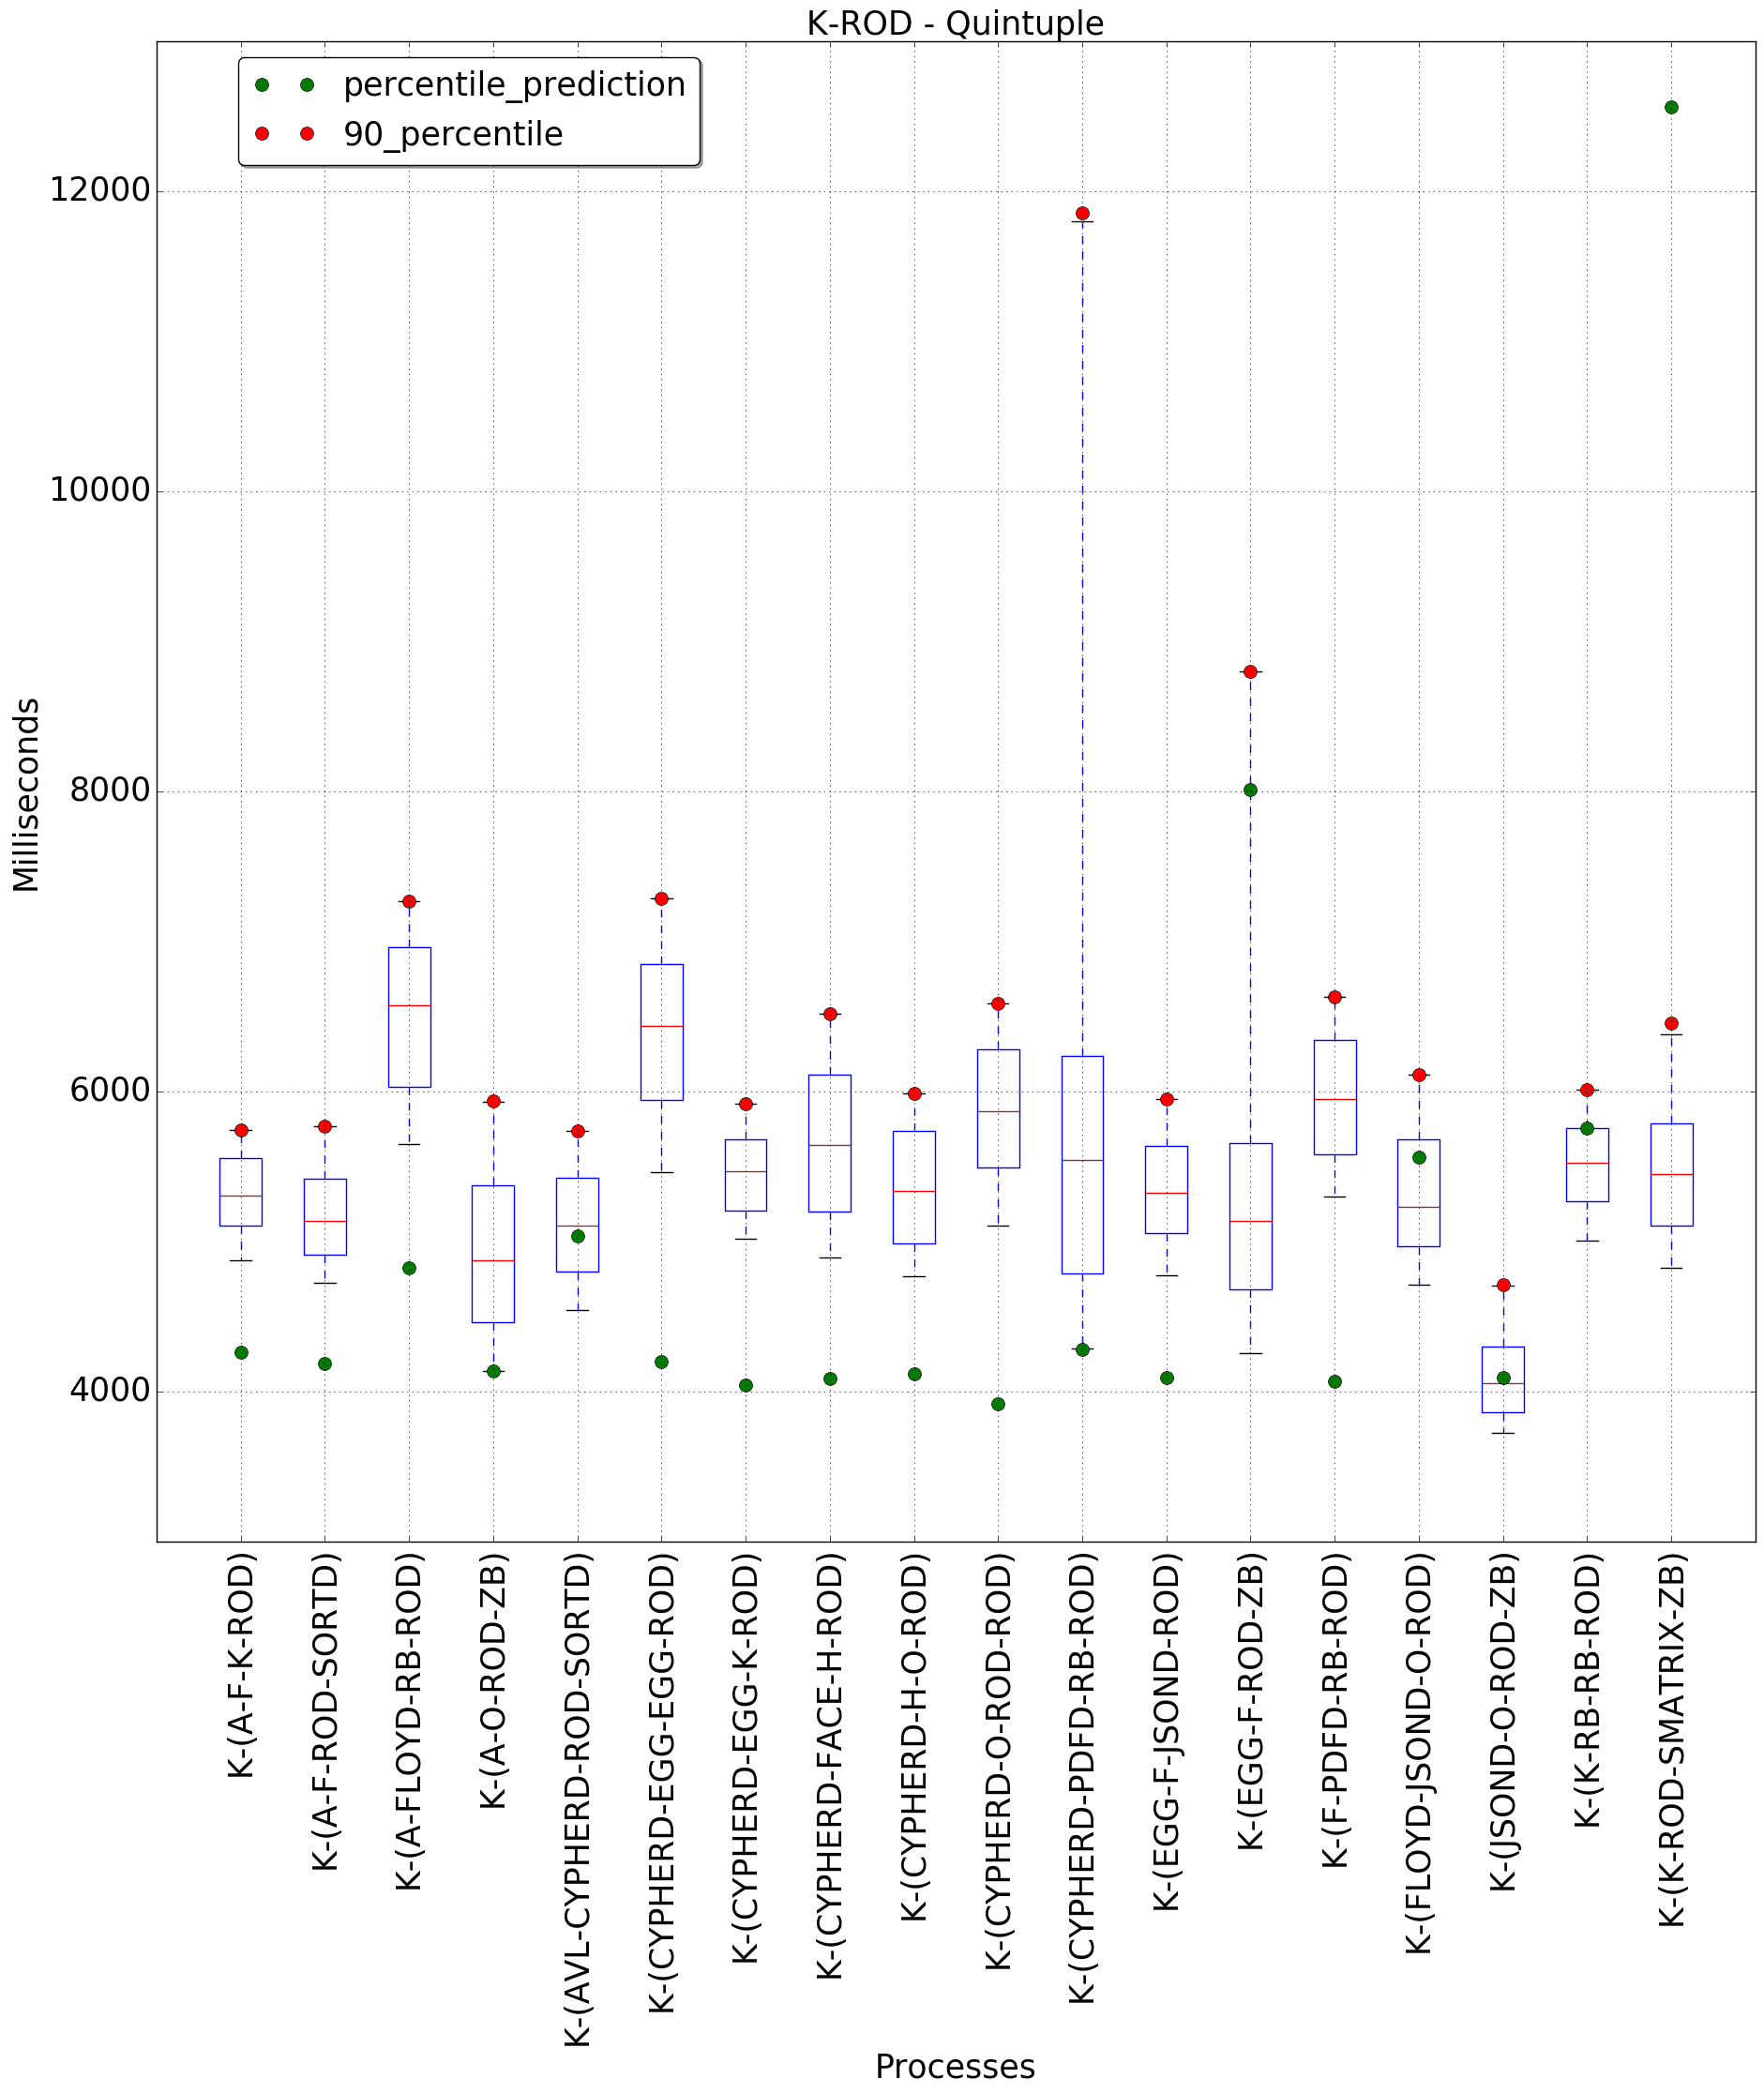 K-ROD - Quintuple
percentile_prediction
90_percentile
12000
10000
8000
6000
4000
Milliseconds
K-(A-F-K-ROD)
K-(A-F-ROD-SORTD)
K-(A-FLOYD-RB-ROD)
K-(A-O-ROD-ZB)
K-(AVL-CYPHERD-ROD-SORTD)
K-(CYPHERD-EGG-EGG-ROD)
K-(CYPHERD-EGG-K-ROD)
K-(CYPHERD-FACE-H-ROD)
K-(CYPHERD-H-O-ROD)
K-(CYPHERD-O-ROD-ROD)
K-(CYPHERD-PDFD-RB-ROD)
K-(EGG-F-JSOND-ROD)
K-(EGG-F-ROD-ZB)
K-(F-PDFD-RB-ROD)
K-(FLOYD-JSOND-O-ROD)
K-(JSOND-O-ROD-ZB)
K-(K-RB-RB-ROD)
K-(K-ROD-SMATRIX-ZB)
Processes